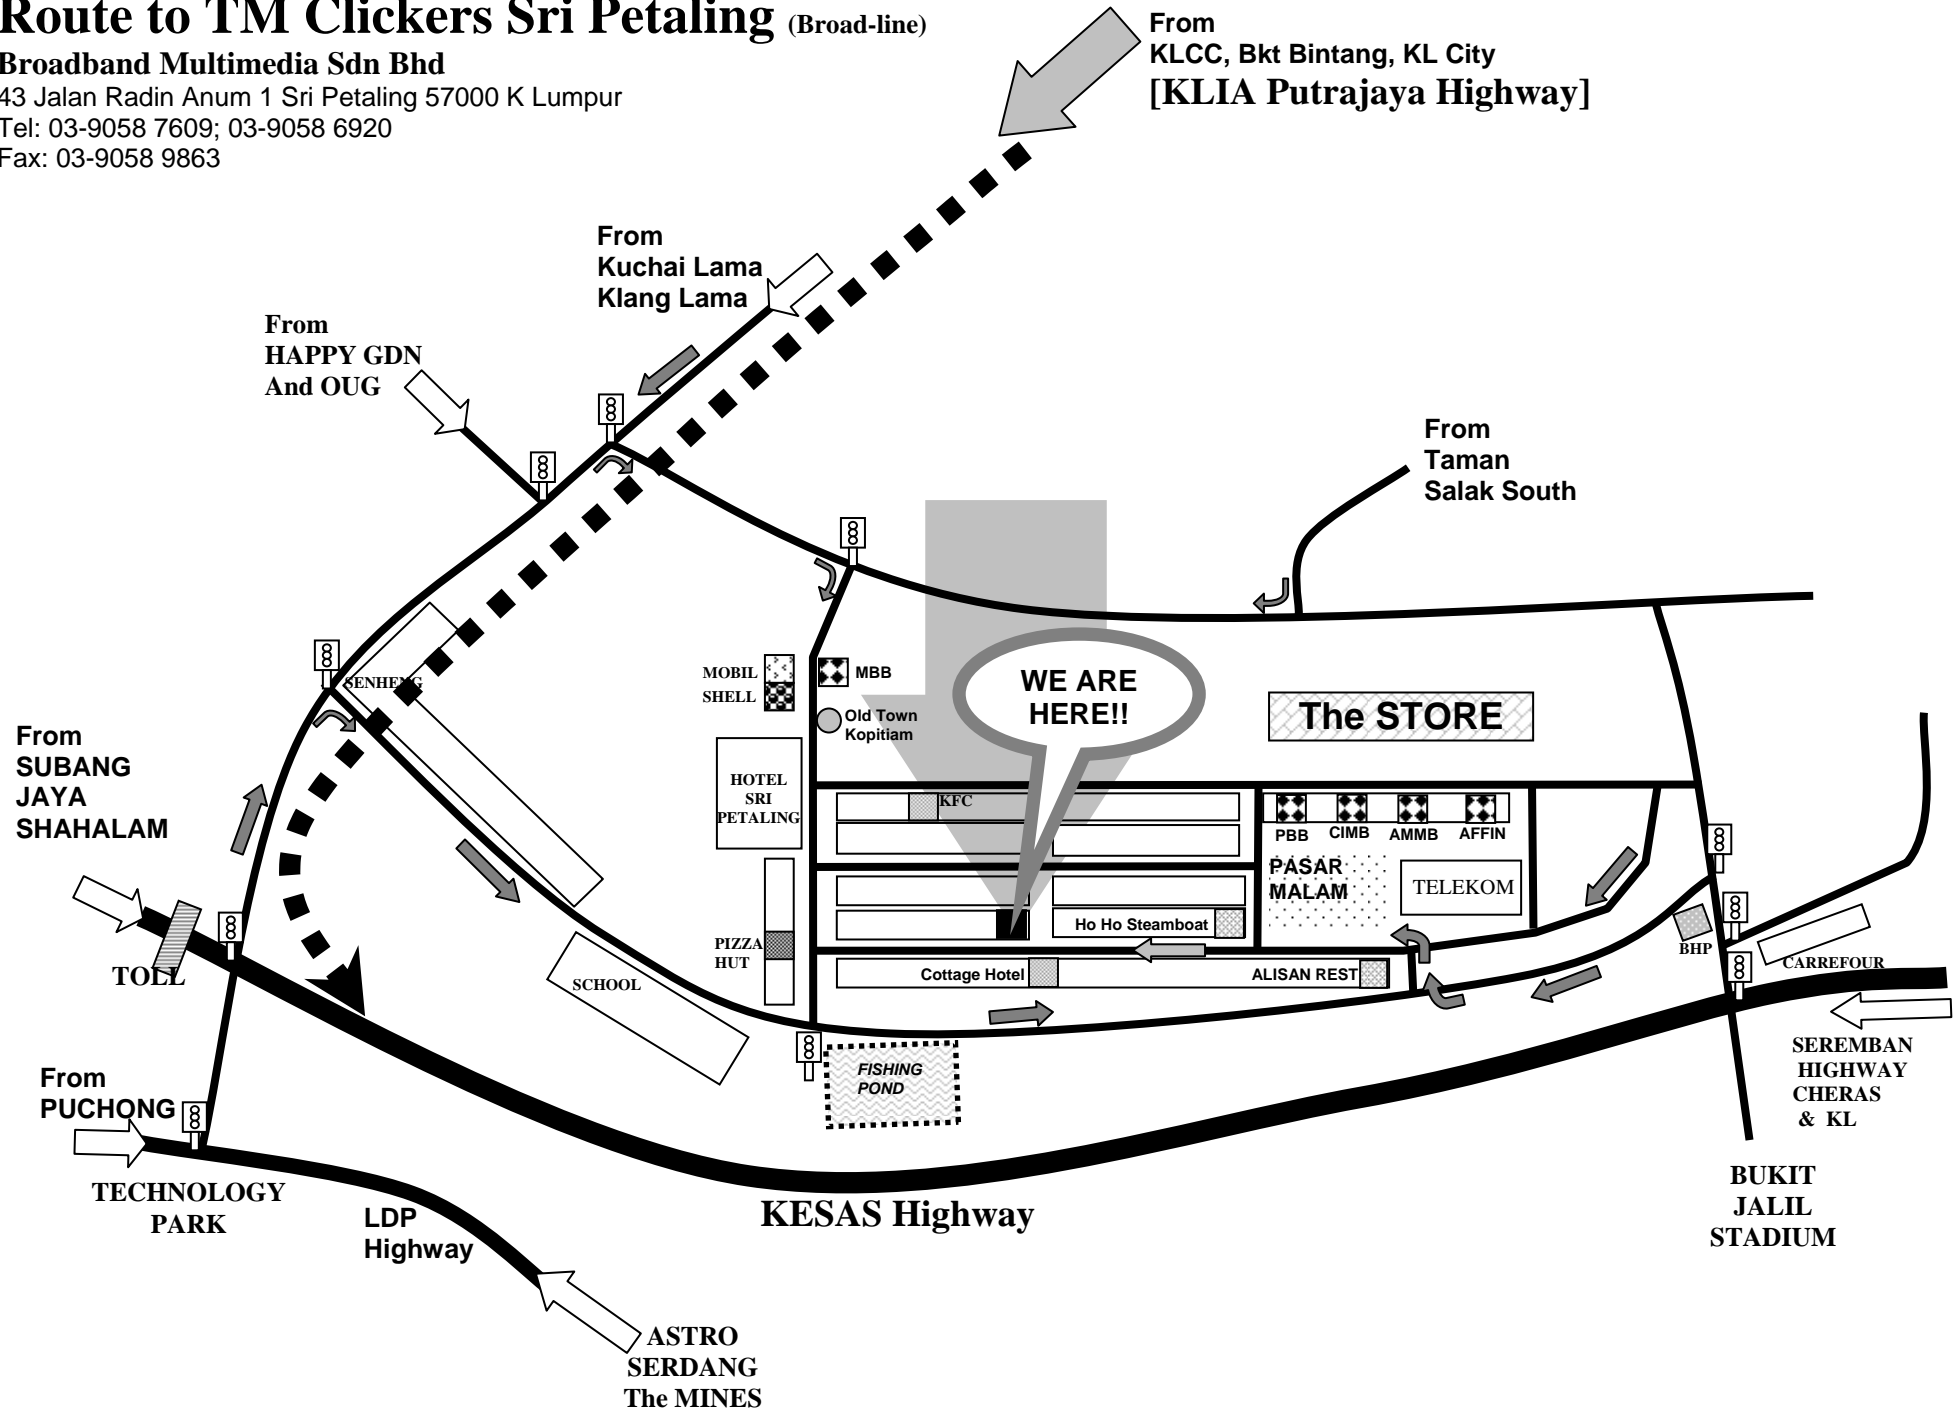 Route to TM Clickers Sri Petaling (Broad-line)
Broadband Multimedia Sdn Bhd
43 Jalan Radin Anum 1 Sri Petaling 57000 K Lumpur
Tel: 03-9058 7609; 03-9058 6920
Fax: 03-9058 9863
From
KLCC, Bkt Bintang, KL City
[KLIA Putrajaya Highway]
From
Kuchai Lama
Klang Lama
From
HAPPY GDN
And OUG
From
Taman
Salak South
SENHENG
MOBIL
SHELL
MBB
Old Town
Kopitiam
WE ARE
HERE!!
The STORE
From
SUBANG
JAYA
SHAHALAM
HOTEL
SRI
PETALING
KFC
PBB
CIMB
AMMB
AFFIN
PASAR
MALAM
TELEKOM
PIZZA
HUT
Ho Ho Steamboat
Cottage Hotel
ALISAN REST
BHP
CARREFOUR
TOLL
SCHOOL
FISHING
POND
SEREMBAN
HIGHWAY
CHERAS
& KL
From
PUCHONG
TECHNOLOGY
PARK
LDP
Highway
KESAS Highway
BUKIT
JALIL
STADIUM
ASTRO
SERDANG
The MINES